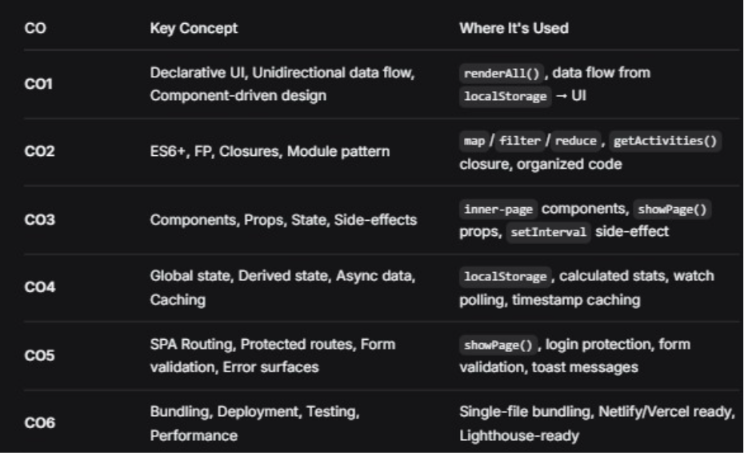 CO Key Concept Where It's Used
Declarative UI, Unidirectional data flow, renderAll(), data flow from
CO1
Component-driven design localStorage → UI
map / filter / reduce, getActivities()
CO2 ES6+, FP, Closures, Module pattern
closure, organized code
inner-page components, showPage()
CO3 Components, Props, State, Side-effects
props, setInterval side-effect
Global state, Derived state, Async data, localStorage, calculated stats, watch
CO4
Caching polling, timestamp caching
SPA Routing, Protected routes, Form showPage(), login protection, form
CO5
validation, Error surfaces validation, toast messages
Bundling, Deployment, Testing, Single-file bundling, Netlify/Vercel ready,
CO6
Performance Lighthouse-ready